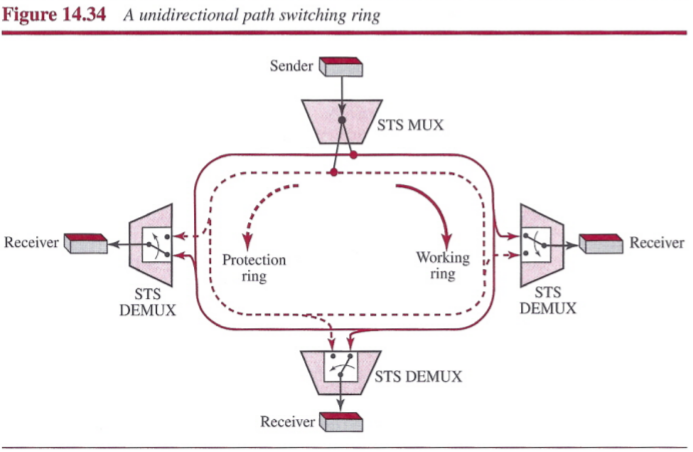 Figure 14.34 A unidirectional path switching ring
Sender
STS MUX
Receiver
Protection
ring
Working
ring
Receiver
STS
DEMUX
STS
DEMUX
STS DEMUX
Receiver